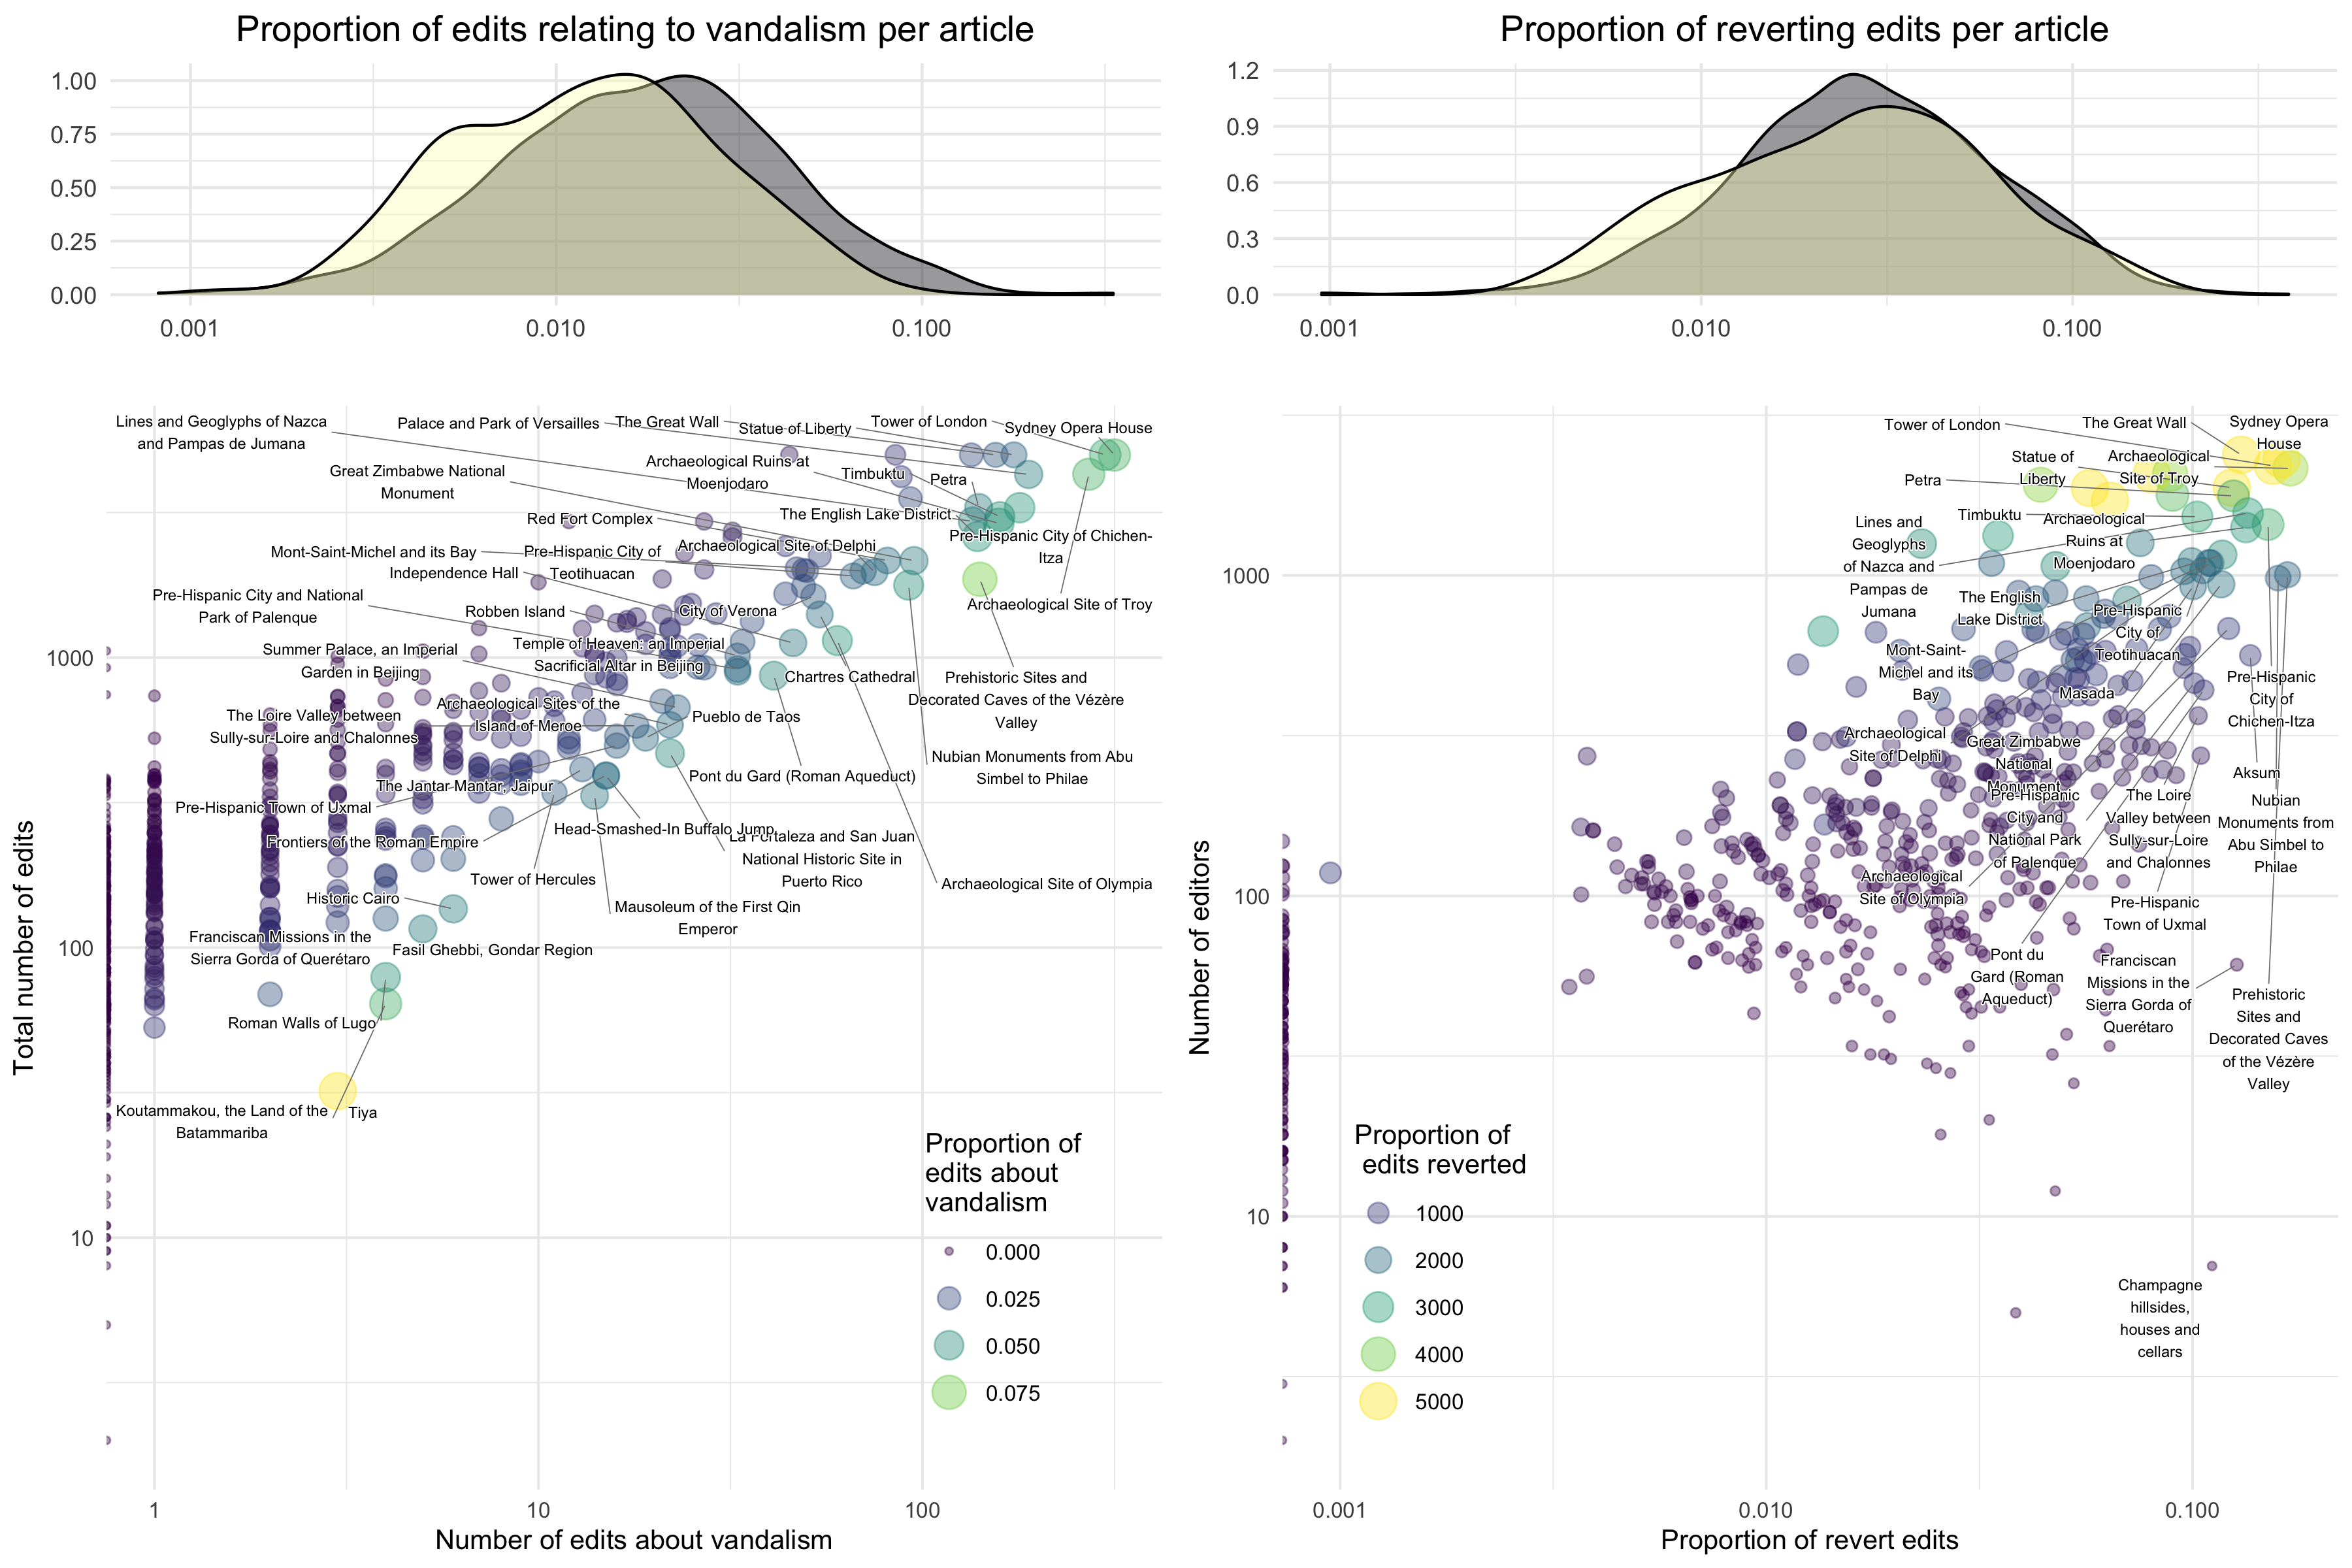 Proportion of edits relating to vandalism per article
1.00
0.75
0.50
0.25
0.00
0.001
0.010
0.100
Proportion of reverting edits per article
1.2
0.9
0.6
0.3
0.0
0.001
0.010
0.100
Total number of edits
1000
100
10
Lines and Geoglyphs of Nazca
and Pampas de Jumana
Palace and Park of Versailles
The Great Wall
Statue of Liberty
Tower of London
Sydney Opera House
Great Zimbabwe National
Monument
Archaeological Ruins at
Moenjodaro
Timbuktu
Petra
Red Fort Complex
The English Lake District
Mont-Saint-Michel and its Bay
Pre-Hispanic City of
Teotihuacan
Archaeological Site of Delphi
Pre-Hispanic City of Chichen-
Itza
Independence Hall
Pre-Hispanic City and National
Park of Palenque
Robben Island
City of Verona
Archaeological Site of Troy
Summer Palace, an Imperial
Garden in Beijing
Temple of Heaven: an Imperial
Sacrificial Altar in Beijing
Chartres Cathedral
Prehistoric Sites and
Decorated Caves of the Vézère
Valley
The Loire Valley between
Sully-sur-Loire and Chalonnes
Archaeological Sites of the
Island of Meroe
Pueblo de Taos
Nubian Monuments from Abu
Simbel to Philae
Pont du Gard (Roman Aqueduct)
The Jantar Mantar, Jaipur
Pre-Hispanic Town of Uxmal
Frontiers of the Roman Empire
Head-Smashed-In Buffalo Jump
La Fortaleza and San Juan
National Historic Site in
Puerto Rico
Tower of Hercules
Archaeological Site of Olympia
Historic Cairo
Mausoleum of the First Qin
Emperor
Franciscan Missions in the
Sierra Gorda of Querétaro
Fasil Ghebbi, Gondar Region
Roman Walls of Lugo
Koutammakou, the Land of the
Batammariba
Tiya
Proportion of
edits about
vandalism
0.000
0.025
0.050
0.075
1
10
100
Number of edits about vandalism
Number of editors
1000
100
10
Tower of London
The Great Wall
Sydney Opera
House
Statue of
Liberty
Archaeological
Site of Troy
Petra
Timbuktu
Lines and
Geoglyphs
of Nazca and
Pampas de
Jumana
Archaeological
Ruins at
Moenjodaro
The English
Lake District
Pre-Hispanic
City of
Teotihuacan
Mont-Saint-
Michel and its
Bay
Masada
Pre-Hispanic
City of
Chichen-Itza
Archaeological
Site of Delphi
Great Zimbabwe
National
Monument
Aksum
Pre-Hispanic
City and
National Park
of Palenque
The Loire
Valley between
Sully-sur-Loire
and Chalonnes
Nubian
Monuments from
Abu Simbel to
Philae
Archaeological
Site of Olympia
Pre-Hispanic
Town of Uxmal
Pont du
Gard (Roman
Aqueduct)
Franciscan
Missions in the
Sierra Gorda of
Querétaro
Prehistoric
Sites and
Decorated Caves
of the Vézère
Valley
Champagne
hillsides,
houses and
cellars
Proportion of
edits reverted
1000
2000
3000
4000
5000
0.001
0.010
0.100
Proportion of revert edits